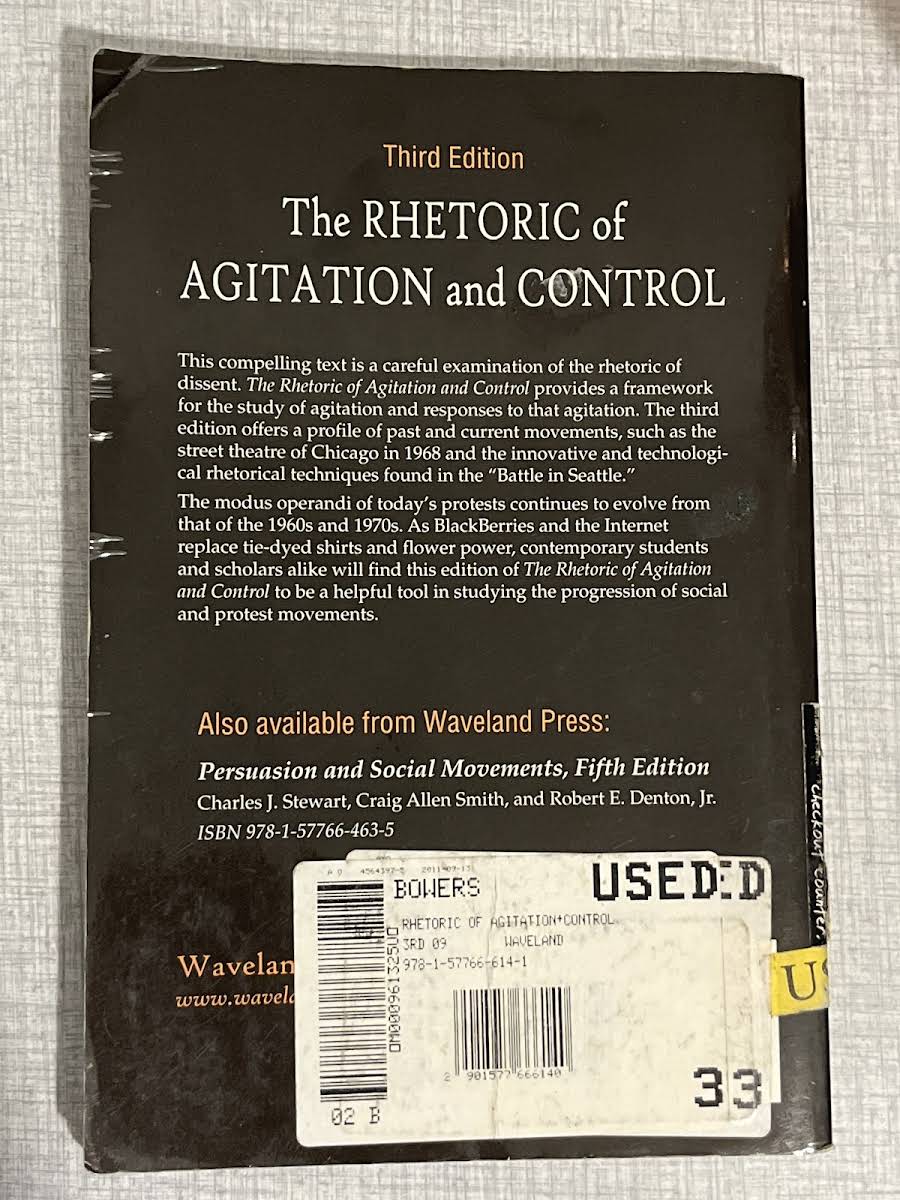 Third Edition
The RHETORIC of
AGITATION and CONTROL
This compelling text is a careful examination of the rhetoric of
dissent. The Rhetoric of Agitation and Control provides a framework
for the study of agitation and responses to that agitation. The third
edition offers a profile of past and current movements, such as the
street theatre of Chicago in 1968 and the innovative and technologi-
cal rhetorical techniques found in the “Battle in Seattle.”
The modus operandi of today’s protests continues to evolve from
that of the 1960s and 1970s. As BlackBerries and the Internet
replace tie-dyed shirts and flower power, contemporary students
and scholars alike will find this edition of The Rhetoric of Agitation
and Control to be a helpful tool in studying the progression of social
and protest movements.
Also available from Waveland Press:
Persuasion and Social Movements, Fifth Edition
Charles J. Stewart, Craig Allen Smith, and Robert E. Denton, Jr.
ISBN 978-1-57766-463-5
checkout counter.
BOWERS
USED
RHETORIC OF AGITATION+CONTROL
3RD 09 WAVELAND
978-1-57766-614-1
Wavelan
www.wavela
US
2 901577 666140
33
02 B